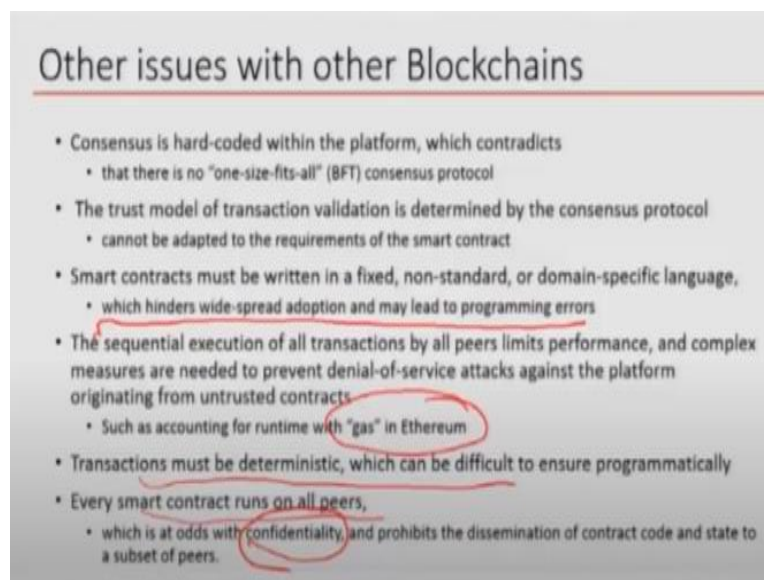 Other issues with other Blockchains
• Consensus is hard-coded within the platform, which contradicts
• that there is no "one-size-fits-all" (BFT) consensus protocol
• The trust model of transaction validation is determined by the consensus protocol
• cannot be adapted to the requirements of the smart contract
• Smart contracts must be written in a fixed, non-standard, or domain-specific language,
• which hinders wide-spread adoption and may lead to programming errors
• The sequential execution of all transactions by all peers limits performance, and complex
measures are needed to prevent denial-of-service attacks against the platform
originating from untrusted contracts
• Such as accounting for runtime with "gas" in Ethereum
• Transactions must be deterministic, which can be difficult to ensure programmatically
• Every smart contract runs on all peers,
• which is at odds with confidentiality, and prohibits the dissemination of contract code and state to
a subset of peers.